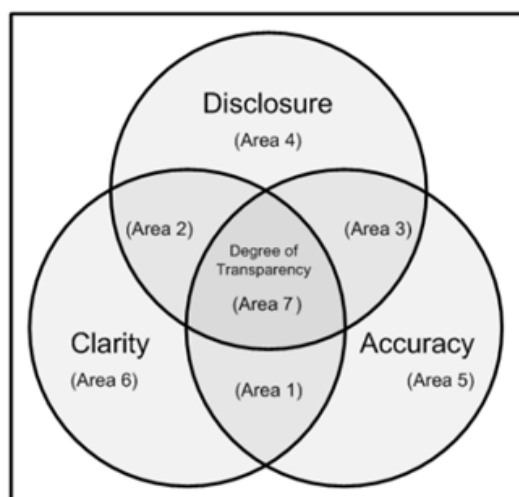 Disclosure
(Area 4)
(Area 2)
(Area 3)
Degree of
Transparency
(Area 7)
Clarity
(Area 6)
Accuracy
(Area 5)
(Area 1)